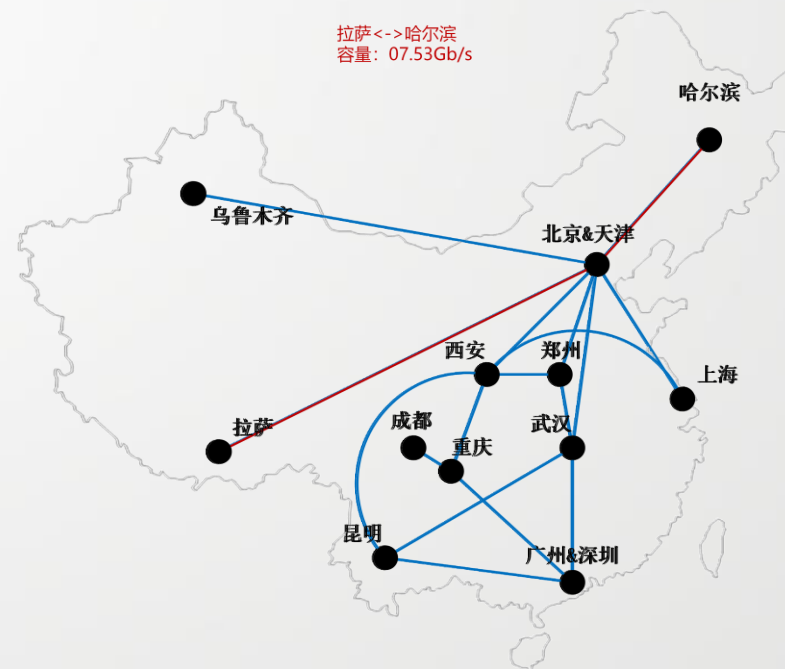 拉萨<->哈尔滨
容量：07.53Gb/s
哈尔滨
乌鲁木齐
北京&天津
西安
郑州
上海
拉萨
成都
武汉
重庆
昆明
广州&深圳